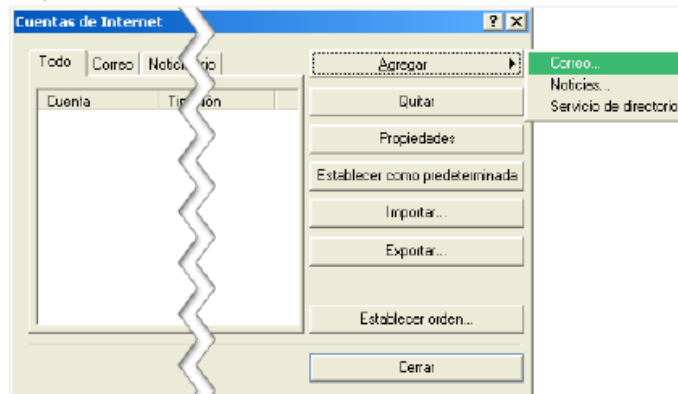 Cuentas de Internet
Todo Correo
Agregar
Correo...
Noticies...
Servicio de directorio
Cuenta
Quitar
Propiedades
Establecer como predeterminada
Importar...
Exportar...
Establecer orden...
Cerrar